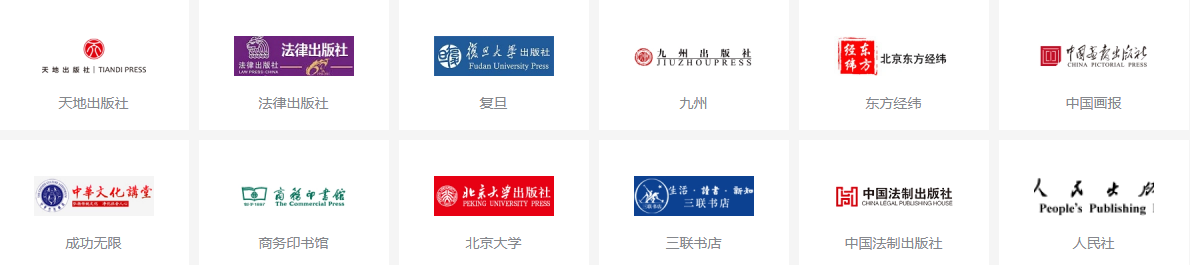 天地出版社 | TIANDI PRESS
天地出版社
法律出版社
法律出版社
LAW PRESS·CHINA
法律出版社
復旦大学出版社
Fudan University Press
复旦
九州出版社
JIUZHOUPRESS
九州
东方经纬
北京东方经纬
东方经纬
中国画报出版社
CHINA PICTORIAL PRESS
中国画报
中華文化講堂
成功无限
商務印書館
The Commercial Press
商务印书馆
北京大学出版社
PEKING UNIVERSITY PRESS
北京大学
生活·讀書·新知
三联书店
三联书店
中国法制出版社
CHINA LEGAL PUBLISHING HOUSE
中国法制出版社
人民出版
People's Publishing
人民社